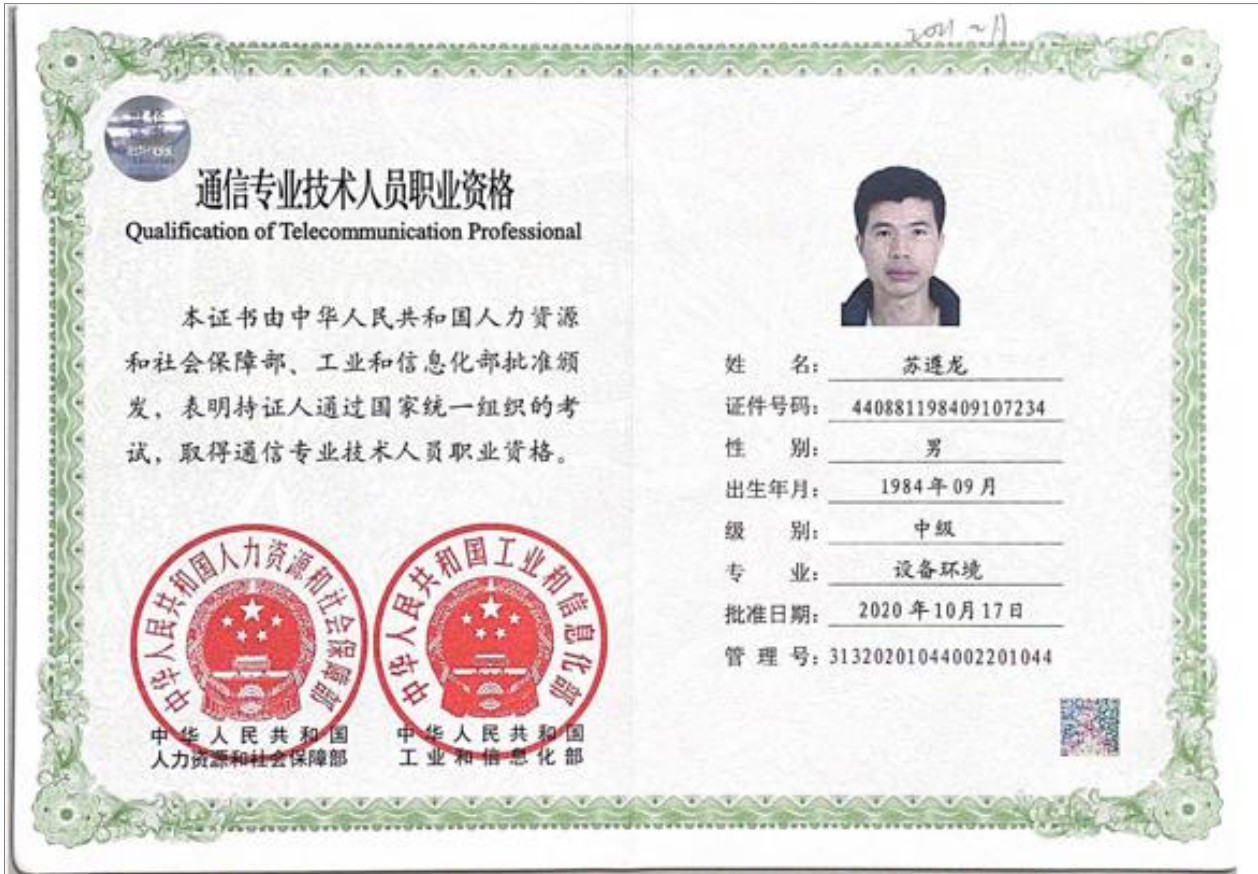 通信专业技术人员职业资格
Qualification of Telecommunication Professional
本证书由中华人民共和国人力资源
和社会保障部、工业和信息化部批准颁
发，表明持证人通过国家统一组织的考
试，取得通信专业技术人员职业资格。
中华人民共和国人力资源和社会保障部
中华人民共和国
人力资源和社会保障部
中华人民共和国工业和信息化部
中华人民共和国
工业和信息化部
姓 名： 苏遵龙
证件号码： 440881198409107234
性 别： 男
出生年月： 1984年09月
级 别： 中级
专 业： 设备环境
批准日期： 2020年10月17日
管 理 号：31320201044002201044